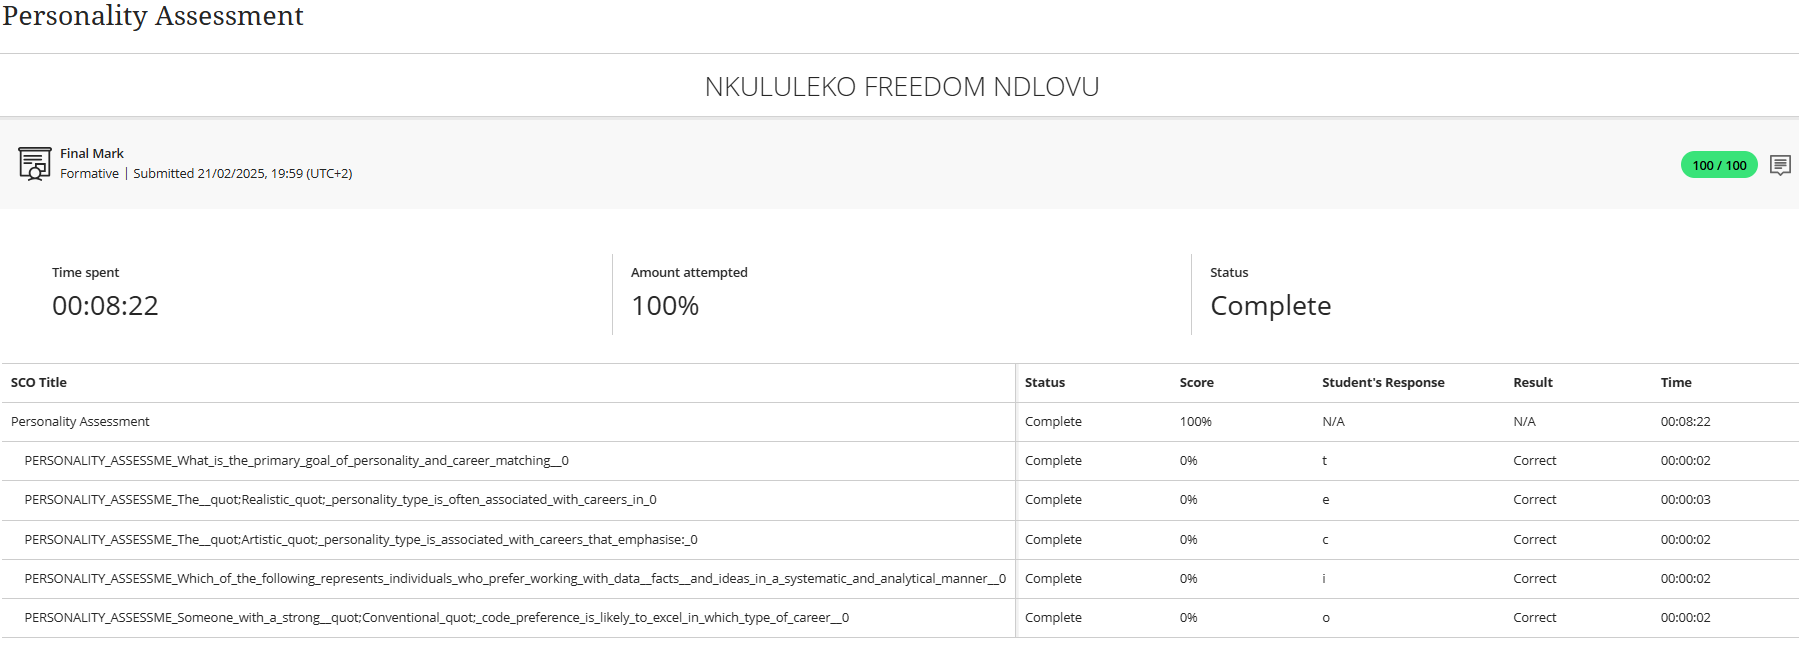 Personality Assessment
NKULULEKO FREEDOM NDLOVU
Final Mark
Formative | Submitted 21/02/2025, 19:59 (UTC+2)
100 / 100
Time spent
00:08:22
Amount attempted
100%
Status
Complete
SCO Title Status Score Student's Response Result Time
Personality Assessment Complete 100% N/A N/A 00:08:22
PERSONALITY_ASSESSME_What_is_the_primary_goal_of_personality_and_career_matching__0 Complete 0% t Correct 00:00:02
PERSONALITY_ASSESSME_The__quot;Realistic_quot;_personality_type_is_often_associated_with_careers_in_0 Complete 0% e Correct 00:00:03
PERSONALITY_ASSESSME_The__quot;Artistic_quot;_personality_type_is_associated_with_careers_that_emphasise:_0 Complete 0% c Correct 00:00:02
PERSONALITY_ASSESSME_Which_of_the_following_represents_individuals_who_prefer_working_with_data__facts__and_ideas_in_a_systematic_and_analytical_manner__0 Complete 0% i Correct 00:00:02
PERSONALITY_ASSESSME_Someone_with_a_strong__quot;Conventional_quot;_code_preference_is_likely_to_excel_in_which_type_of_career__0 Complete 0% o Correct 00:00:02